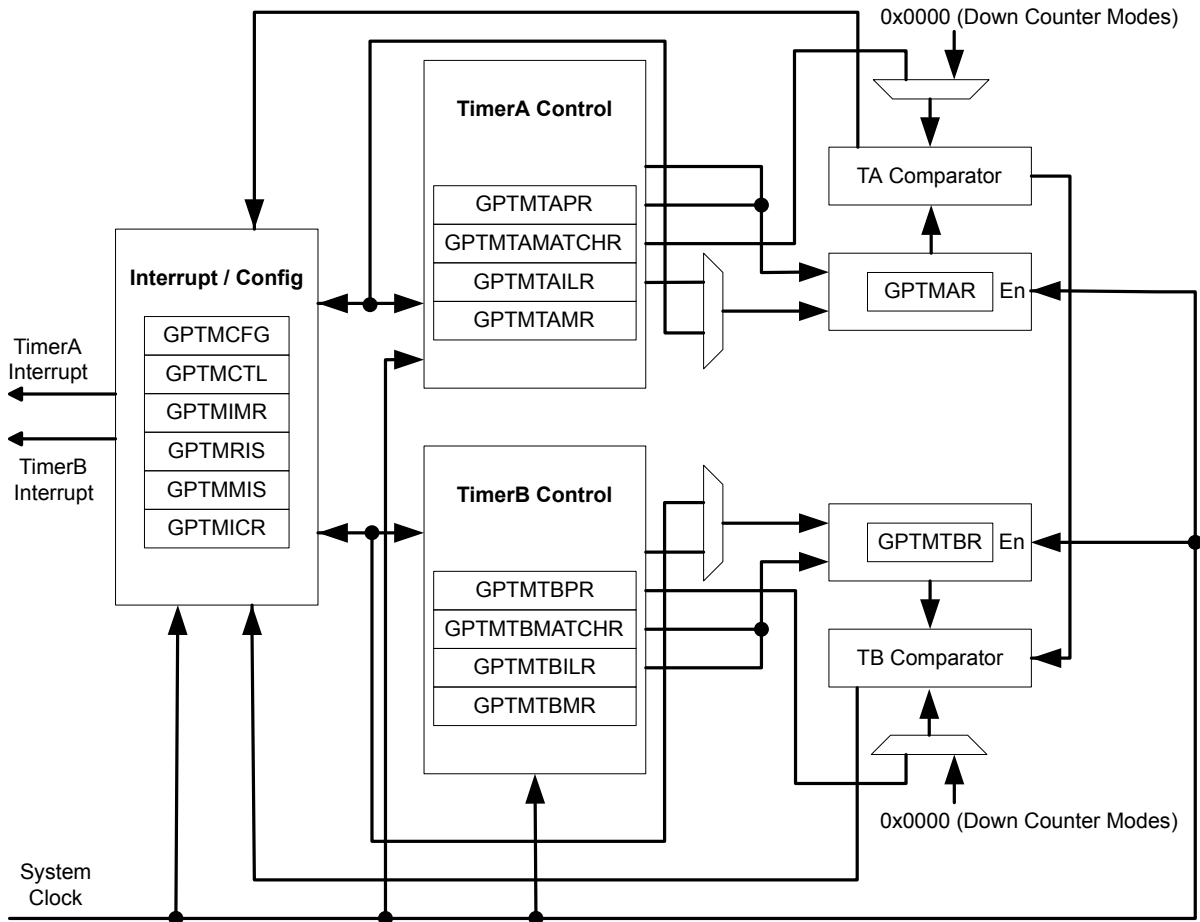 0x0000 (Down Counter Modes)
TimerA Control
GPTMTAPR
GPTMTAMATCHR
GPTMTAILR
GPTMTAMR
TA Comparator
GPTMAR
En
Interrupt / Config
GPTMCFG
GPTMCTL
GPTMIMR
GPTMRIS
GPTMMIS
GPTMICR
TimerA
Interrupt
TimerB
Interrupt
TimerB Control
GPTMTBPR
GPTMTBMATCHR
GPTMTBILR
GPTMTBMR
GPTMTBR
En
TB Comparator
0x0000 (Down Counter Modes)
System
Clock